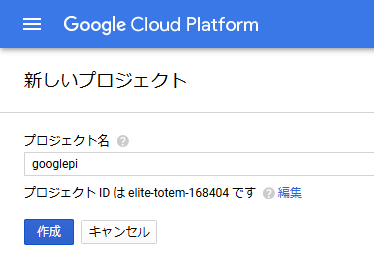 Google Cloud Platform
新しいプロジェクト
プロジェクト名 ?
googlepi
プロジェクト ID は elite-totem-168404 です ? 編集
作成 キャンセル